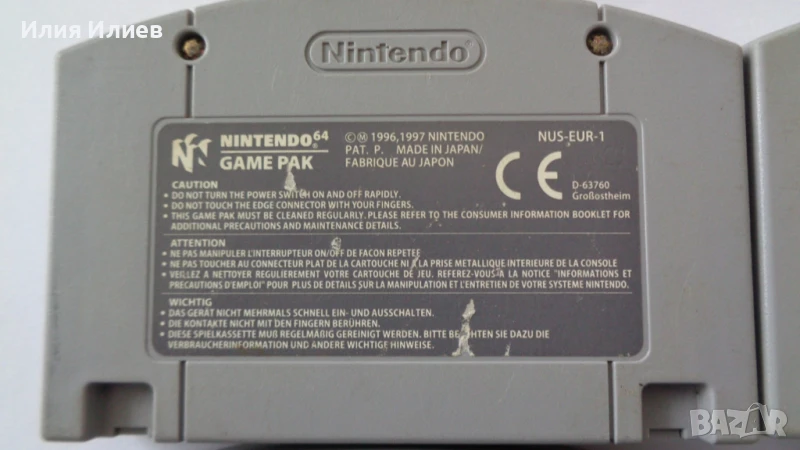 Илия Илиев
Nintendo®
NINTENDO64
GAME PAK
©Ⓜ 1996,1997 NINTENDO
PAT. P. MADE IN JAPAN/
FABRIQUE AU JAPON
NUS-EUR-1
CE
D-63760
Großostheim
CAUTION
• DO NOT TURN THE POWER SWITCH ON AND OFF RAPIDLY.
• DO NOT TOUCH THE EDGE CONNECTOR WITH YOUR FINGERS.
• THIS GAME PAK MUST BE CLEANED REGULARLY. PLEASE REFER TO THE CONSUMER INFORMATION BOOKLET FOR
ADDITIONAL PRECAUTIONS AND MAINTENANCE DETAILS.
ATTENTION
• NE PAS MANIPULER L'INTERRUPTEUR ON/OFF DE FACON REPETEE
• NE PAS TOUCHER AU CONNECTEUR PLAT DE LA CARTOUCHE NI A LA PRISE METALLIQUE INTERIEURE DE LA CONSOLE
• VEILLEZ A NETTOYER REGULIEREMENT VOTRE CARTOUCHE DE JEU. REFEREZ-VOUS A LA NOTICE "INFORMATIONS ET
PRECAUTIONS D'EMPLOI" POUR PLUS DE DETAILS SUR LA MANIPULATION ET L'ENTRETIEN DE VOTRE SYSTEME NINTENDO.
WICHTIG
• DAS GERÄT NICHT MEHRMALS SCHNELL EIN- UND AUSSCHALTEN.
• DIE KONTAKTE NICHT MIT DEN FINGERN BERÜHREN.
• DIESE SPIELKASSETTE MUß REGELMÄßIG GEREINIGT WERDEN. BITTE BE HTEN SIE DAZU DIE
VERBRAUCHERINFORMATION UND ANDERE WICHTIGE HINWEISE.
BAZAR